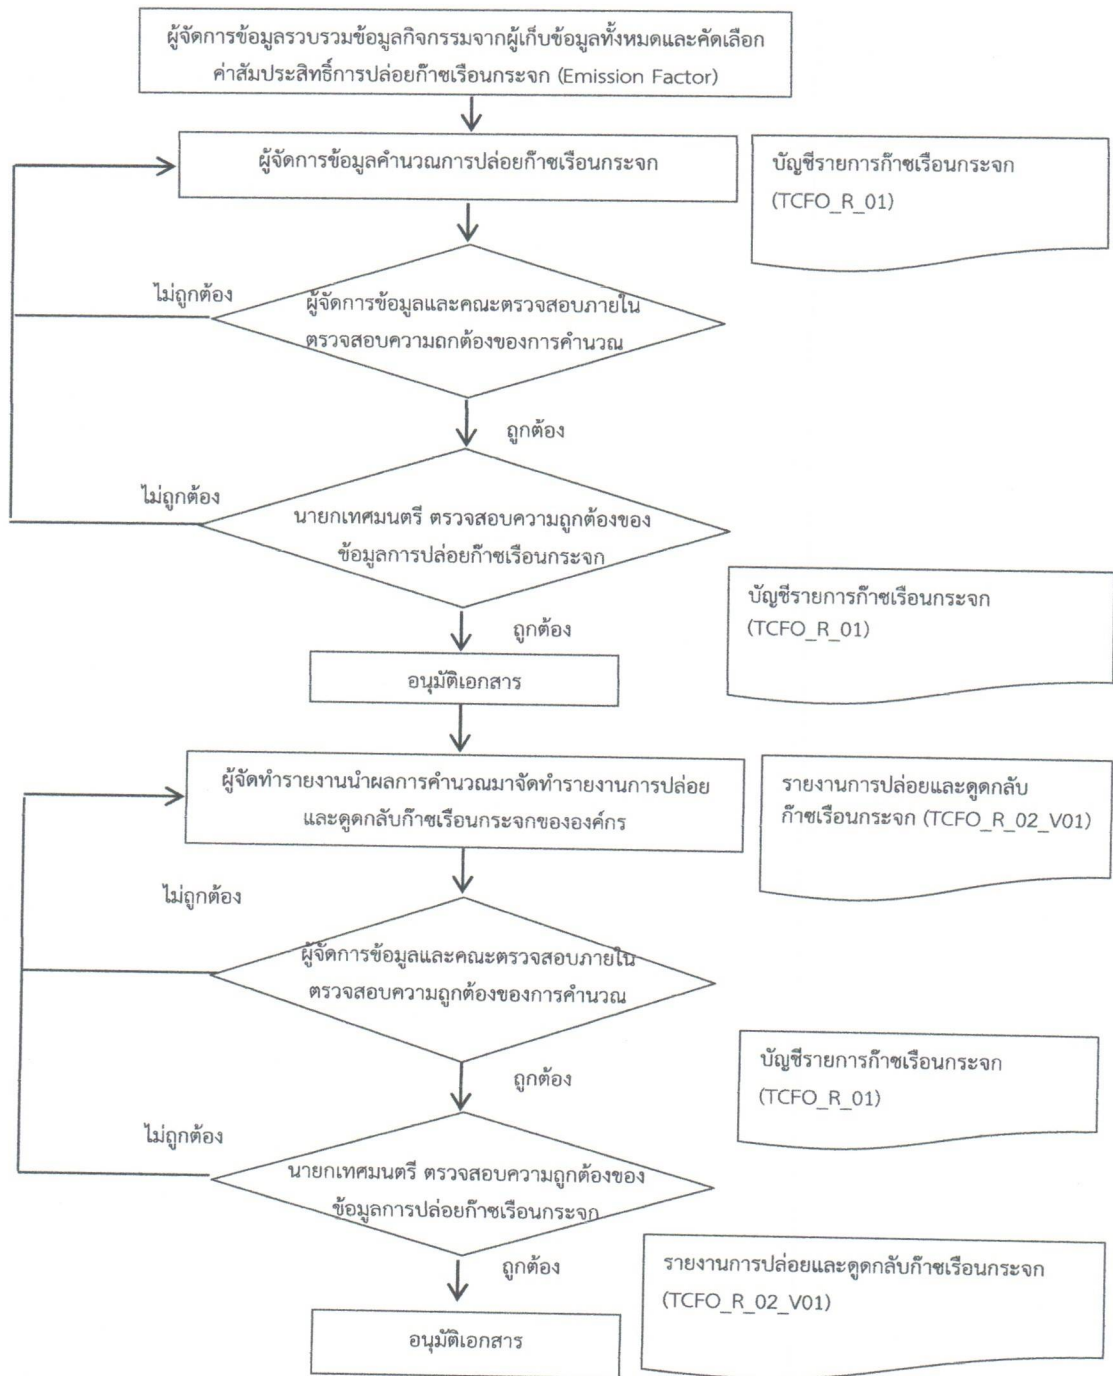 ผู้จัดการข้อมูลรวบรวมข้อมูลกิจกรรมจากผู้เก็บข้อมูลทั้งหมดและคัดเลือก
ค่าสัมประสิทธิ์การปล่อยก๊าซเรือนกระจก (Emission Factor)
ผู้จัดการข้อมูลคำนวณการปล่อยก๊าซเรือนกระจก
บัญชีรายการก๊าซเรือนกระจก
(TCFO_R_01)
ไม่ถูกต้อง
ผู้จัดการข้อมูลและคณะตรวจสอบภายใน
ตรวจสอบความถูกต้องของการคำนวณ
ถูกต้อง
ไม่ถูกต้อง
นายกเทศมนตรี ตรวจสอบความถูกต้องของ
ข้อมูลการปล่อยก๊าซเรือนกระจก
บัญชีรายการก๊าซเรือนกระจก
(TCFO_R_01)
ถูกต้อง
อนุมัติเอกสาร
ผู้จัดทำรายงานนำผลการคำนวณมาจัดทำรายงานการปล่อย
และดูดกลับก๊าซเรือนกระจกขององค์กร
รายงานการปล่อยและดูดกลับ
ก๊าซเรือนกระจก (TCFO_R_02_V01)
ไม่ถูกต้อง
ผู้จัดการข้อมูลและคณะตรวจสอบภายใน
ตรวจสอบความถูกต้องของการคำนวณ
ถูกต้อง
บัญชีรายการก๊าซเรือนกระจก
(TCFO_R_01)
ไม่ถูกต้อง
นายกเทศมนตรี ตรวจสอบความถูกต้องของ
ข้อมูลการปล่อยก๊าซเรือนกระจก
ถูกต้อง
รายงานการปล่อยและดูดกลับก๊าซเรือนกระจก
(TCFO_R_02_V01)
อนุมัติเอกสาร